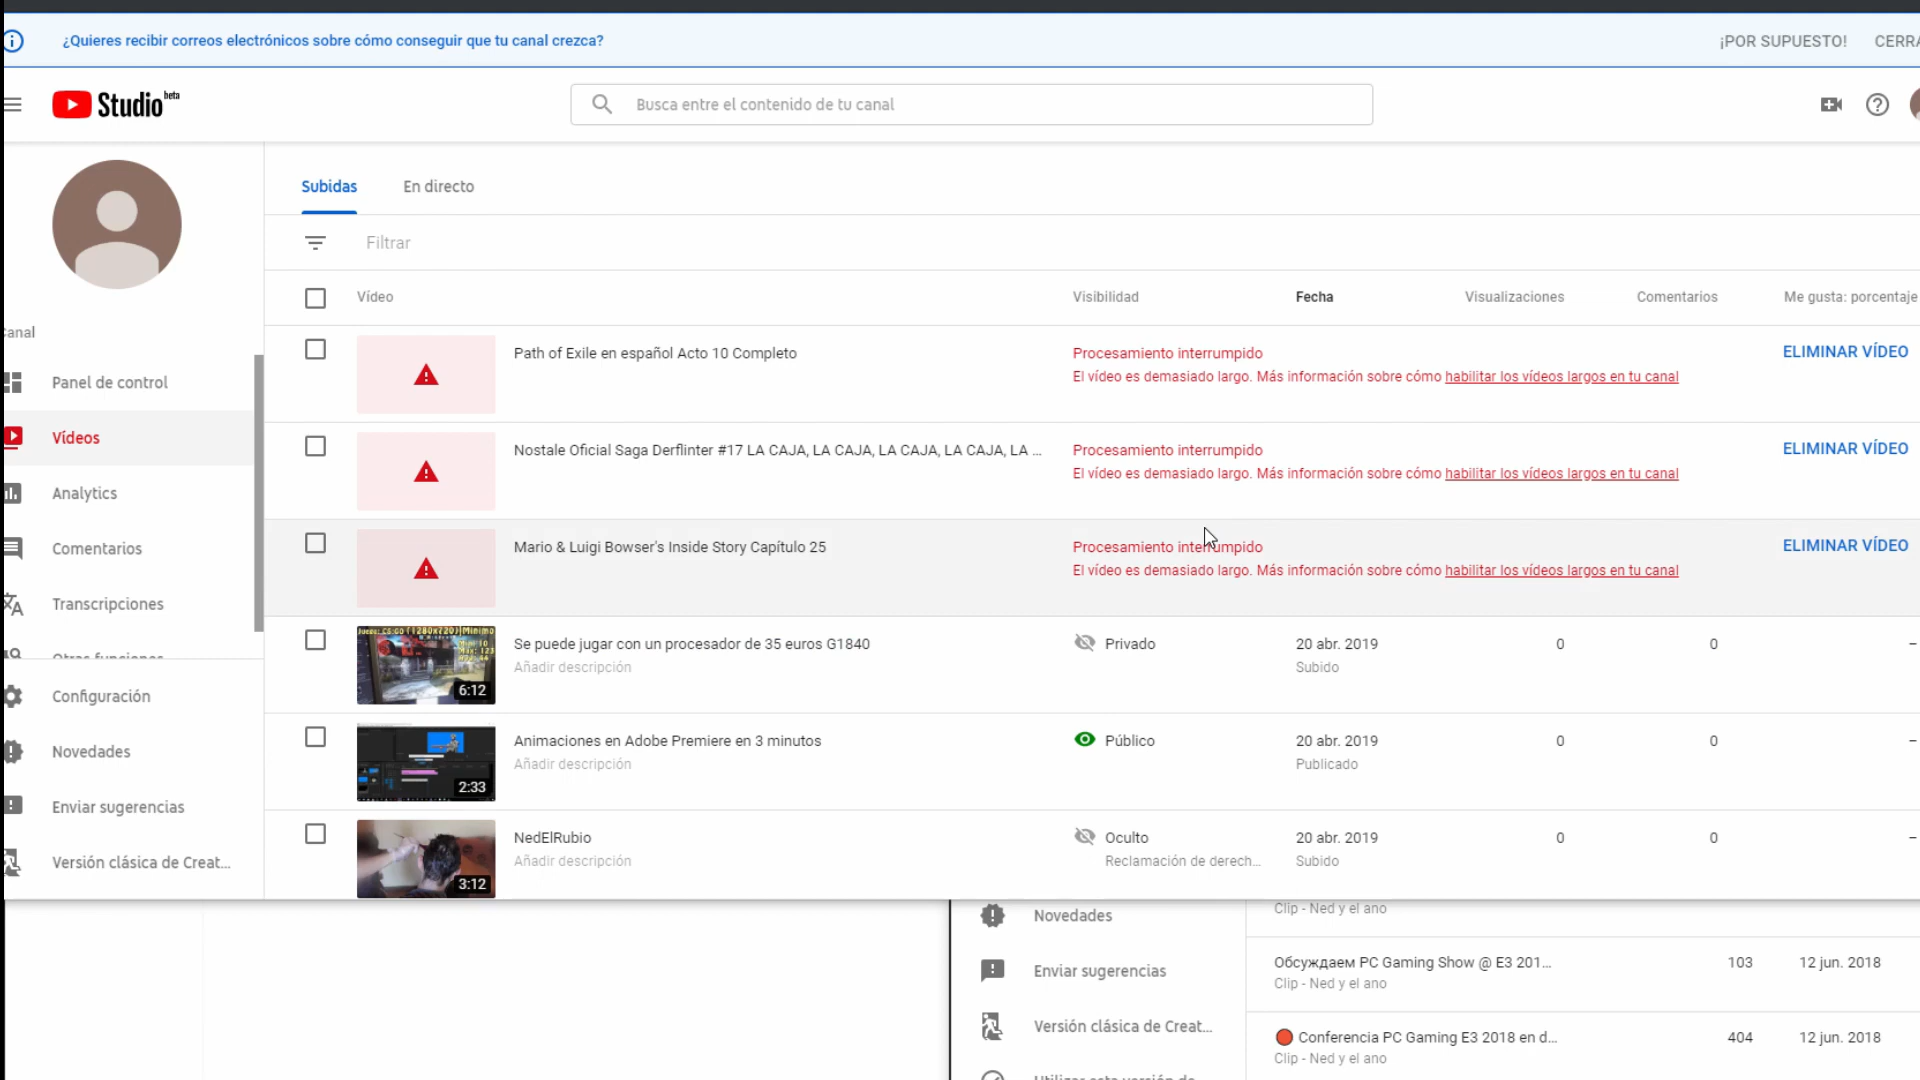 ¿Quieres recibir correos electrónicos sobre cómo conseguir que tu canal crezca?
¡POR SUPUESTO!
CERRA
Studio beta
Busca entre el contenido de tu canal
Canal
Panel de control
Vídeos
Analytics
Comentarios
Transcripciones
Otras funciones
Configuración
Novedades
Enviar sugerencias
Versión clásica de Creat...
Subidas
En directo
Filtrar
Vídeo
Visibilidad
Fecha
Visualizaciones
Comentarios
Me gusta: porcentaje
Path of Exile en español Acto 10 Completo
Procesamiento interrumpido
El vídeo es demasiado largo. Más información sobre cómo habilitar los vídeos largos en tu canal
ELIMINAR VÍDEO
Nostale Oficial Saga Derflinter #17 LA CAJA, LA CAJA, LA CAJA, LA CAJA, LA ...
Procesamiento interrumpido
El vídeo es demasiado largo. Más información sobre cómo habilitar los vídeos largos en tu canal
ELIMINAR VÍDEO
Mario & Luigi Bowser's Inside Story Capítulo 25
Procesamiento interrumpido
El vídeo es demasiado largo. Más información sobre cómo habilitar los vídeos largos en tu canal
ELIMINAR VÍDEO
6:12
Se puede jugar con un procesador de 35 euros G1840
Añadir descripción
Privado
20 abr. 2019
Subido
0
0
–
2:33
Animaciones en Adobe Premiere en 3 minutos
Añadir descripción
Público
20 abr. 2019
Publicado
0
0
–
3:12
NedElRubio
Añadir descripción
Oculto
Reclamación de derech...
20 abr. 2019
Subido
0
0
–
Novedades
Enviar sugerencias
Versión clásica de Creat...
Clip - Ned y el ano
Обсуждаем PC Gaming Show @ E3 201...
Clip - Ned y el ano
103
12 jun. 2018
Conferencia PC Gaming E3 2018 en d...
Clip - Ned y el ano
404
12 jun. 2018